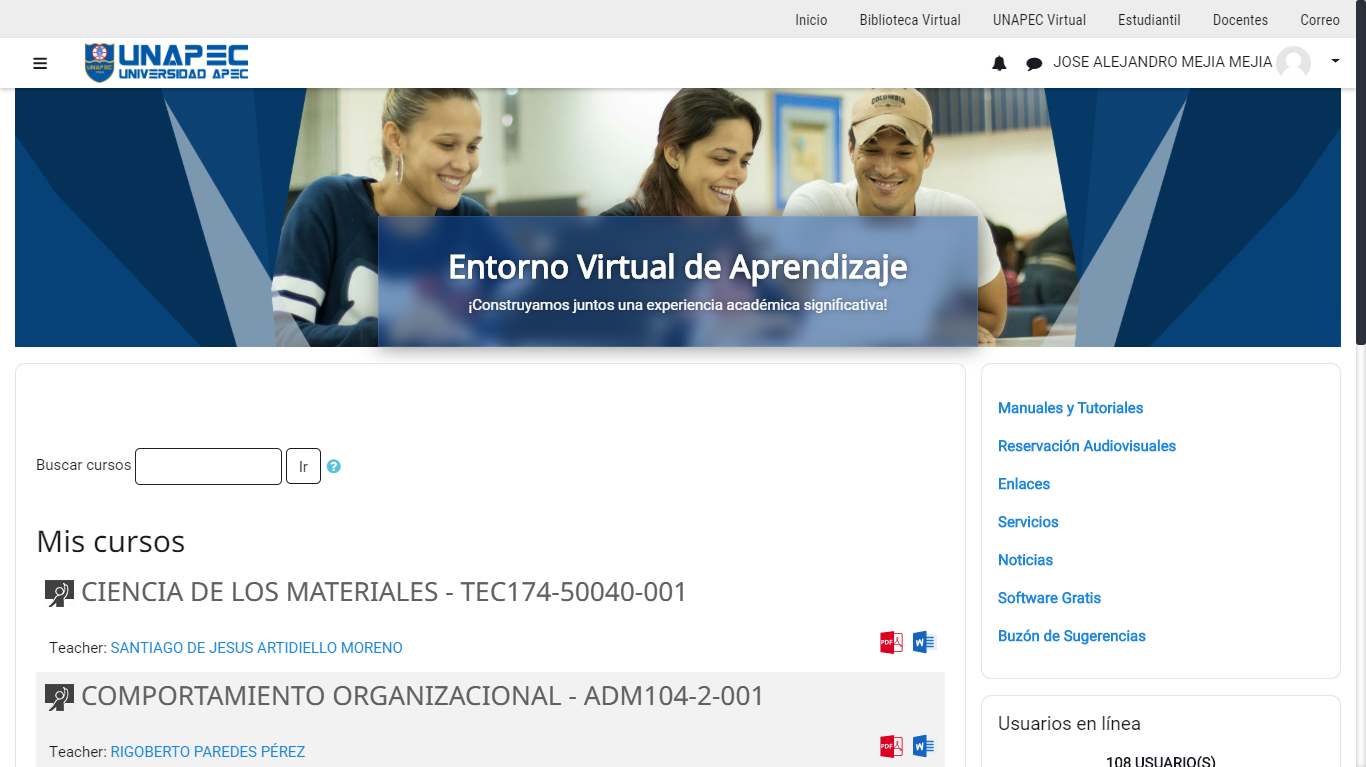 Inicio Biblioteca Virtual UNAPEC Virtual Estudiantil Docentes Correo
UNAPEC
UNIVERSIDAD APEC
JOSE ALEJANDRO MEJIA MEJIA
COLUMBIA
Entorno Virtual de Aprendizaje
¡Construyamos juntos una experiencia académica significativa!
Buscar cursos
Ir
?
Mis cursos
CIENCIA DE LOS MATERIALES - TEC174-50040-001
Teacher: SANTIAGO DE JESUS ARTIDIELLO MORENO
PDF W
COMPORTAMIENTO ORGANIZACIONAL - ADM104-2-001
Teacher: RIGOBERTO PAREDES PÉREZ
PDF W
Manuales y Tutoriales
Reservación Audiovisuales
Enlaces
Servicios
Noticias
Software Gratis
Buzón de Sugerencias
Usuarios en línea
108 USUARIO(S)